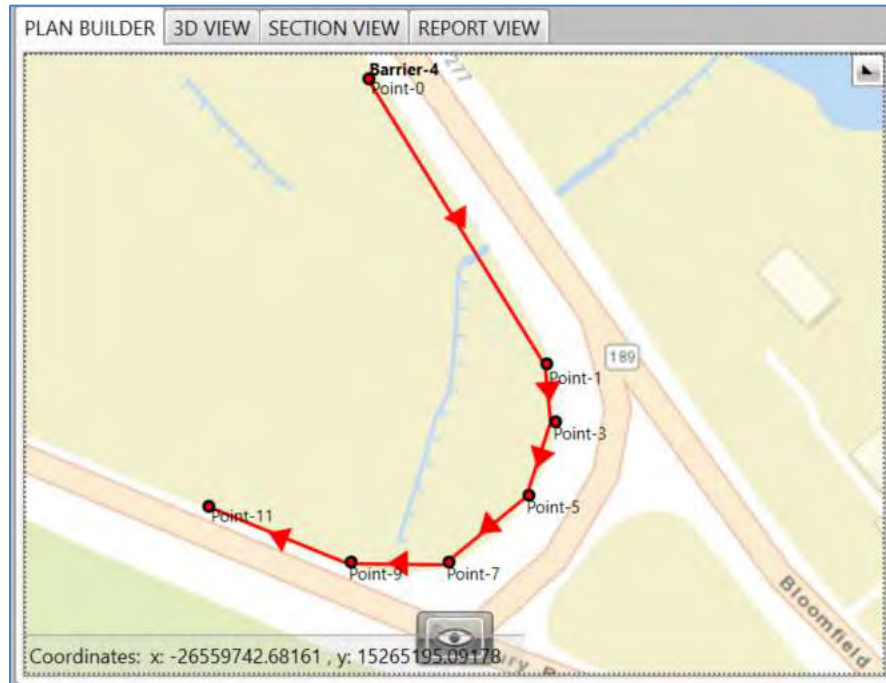 PLAN BUILDER 3D VIEW SECTION VIEW REPORT VIEW
277
Barrier-4
Point-0
189
Point-1
Point-3
Point-5
Point-11
Point-9
Point-7
Bloomfield
Coordinates: x: -26559742.68161 , y: 15265195.09178